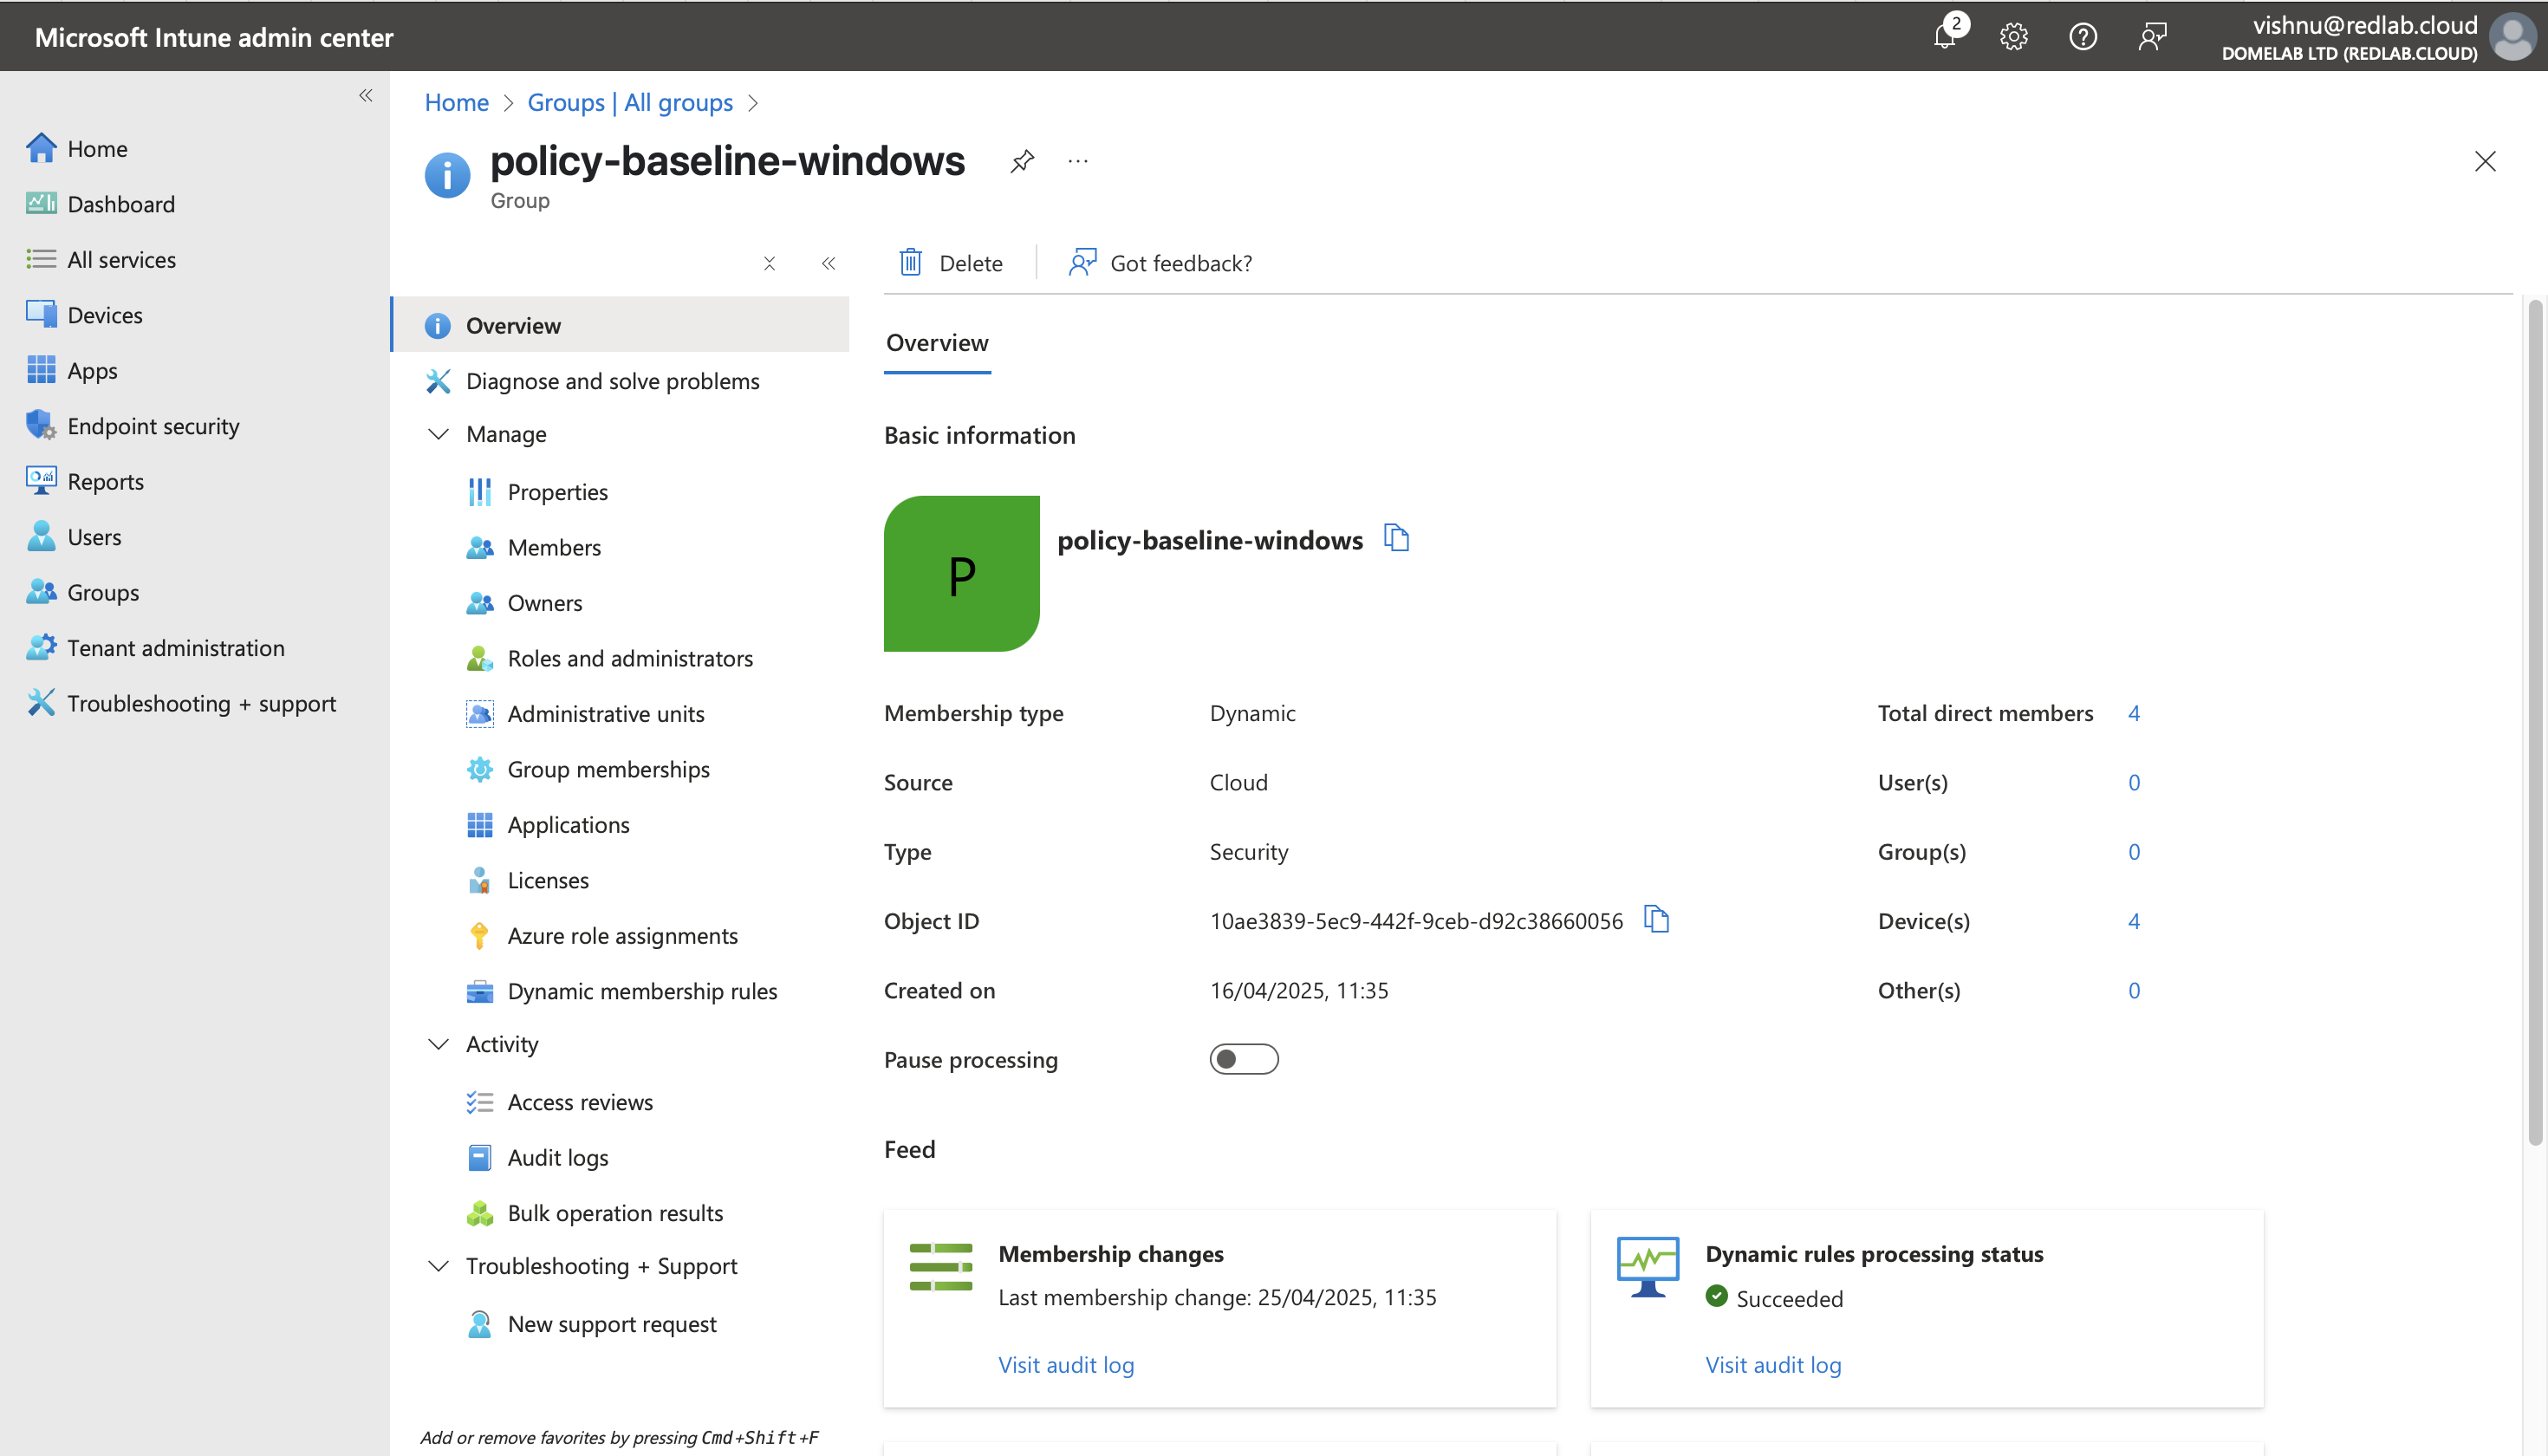 Microsoft Intune admin center
2
vishnu@redlab.cloud
DOMELAB LTD (REDLAB.CLOUD)
Home
Dashboard
All services
Devices
Apps
Endpoint security
Reports
Users
Groups
Tenant administration
Troubleshooting + support
Home > Groups | All groups >
policy-baseline-windows
Group
Overview
Diagnose and solve problems
Manage
Properties
Members
Owners
Roles and administrators
Administrative units
Group memberships
Applications
Licenses
Azure role assignments
Dynamic membership rules
Activity
Access reviews
Audit logs
Bulk operation results
Troubleshooting + Support
New support request
Add or remove favorites by pressing Cmd+Shift+F
Delete
Got feedback?
Overview
Basic information
P
policy-baseline-windows
Membership type Dynamic
Source Cloud
Type Security
Object ID 10ae3839-5ec9-442f-9ceb-d92c38660056
Created on 16/04/2025, 11:35
Pause processing
Total direct members 4
User(s) 0
Group(s) 0
Device(s) 4
Other(s) 0
Feed
Membership changes
Last membership change: 25/04/2025, 11:35
Visit audit log
Dynamic rules processing status
Succeeded
Visit audit log